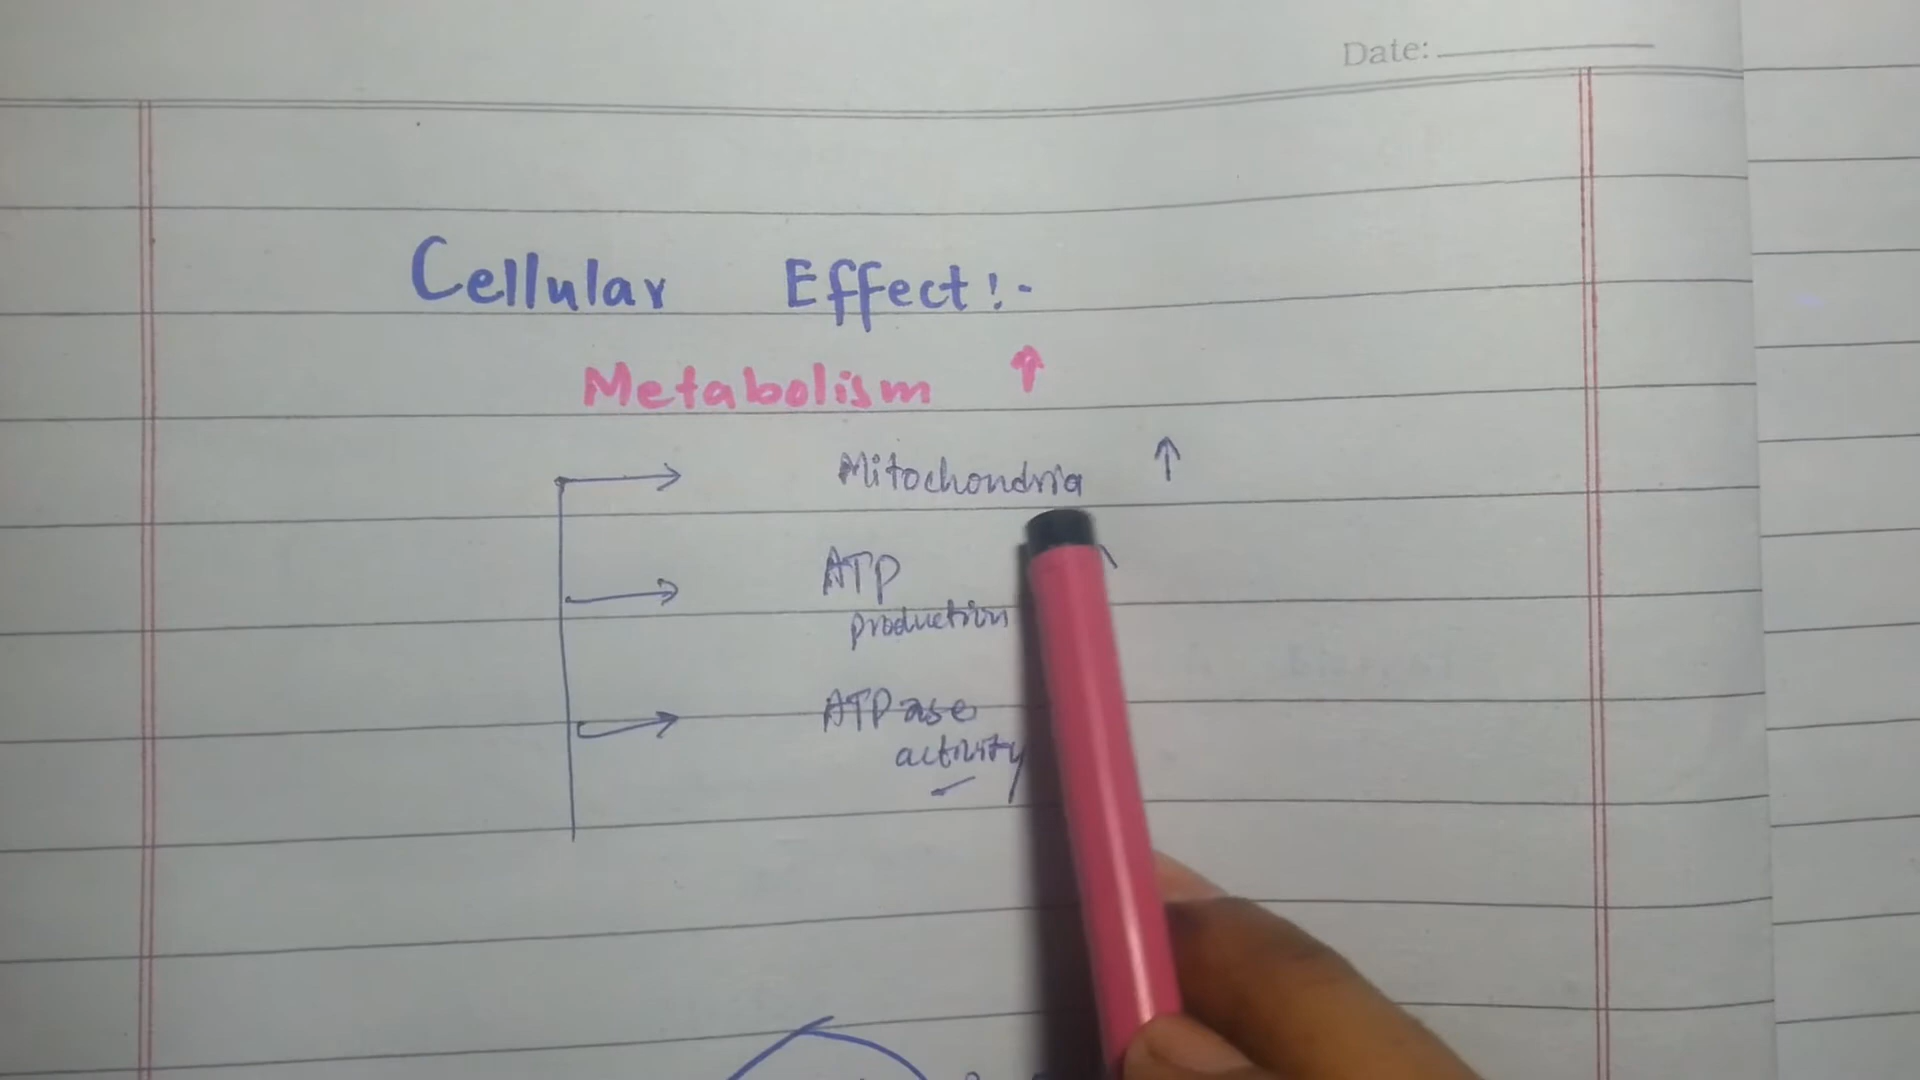 Date:
Cellular Effect:-
Metabolism ↑
Mitochondria ↑
ATP
production
ATPase
activity